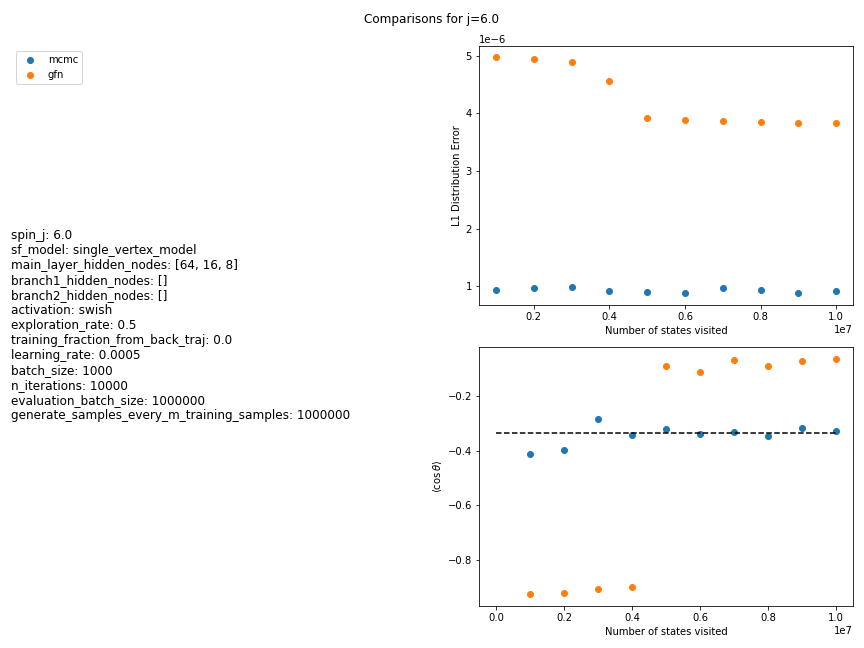 Comparisons for j=6.0
mcmc
gfn
spin_j: 6.0
sf_model: single_vertex_model
main_layer_hidden_nodes: [64, 16, 8]
branch1_hidden_nodes: []
branch2_hidden_nodes: []
activation: swish
exploration_rate: 0.5
training_fraction_from_back_traj: 0.0
learning_rate: 0.0005
batch_size: 1000
n_iterations: 10000
evaluation_batch_size: 1000000
generate_samples_every_m_training_samples: 1000000
1e−6
5
4
3
2
1
L1 Distribution Error
0.2 0.4 0.6 0.8 1.0
1e7
Number of states visited
−0.2
−0.4
−0.6
−0.8
⟨cos θ⟩
0.0 0.2 0.4 0.6 0.8 1.0
1e7
Number of states visited